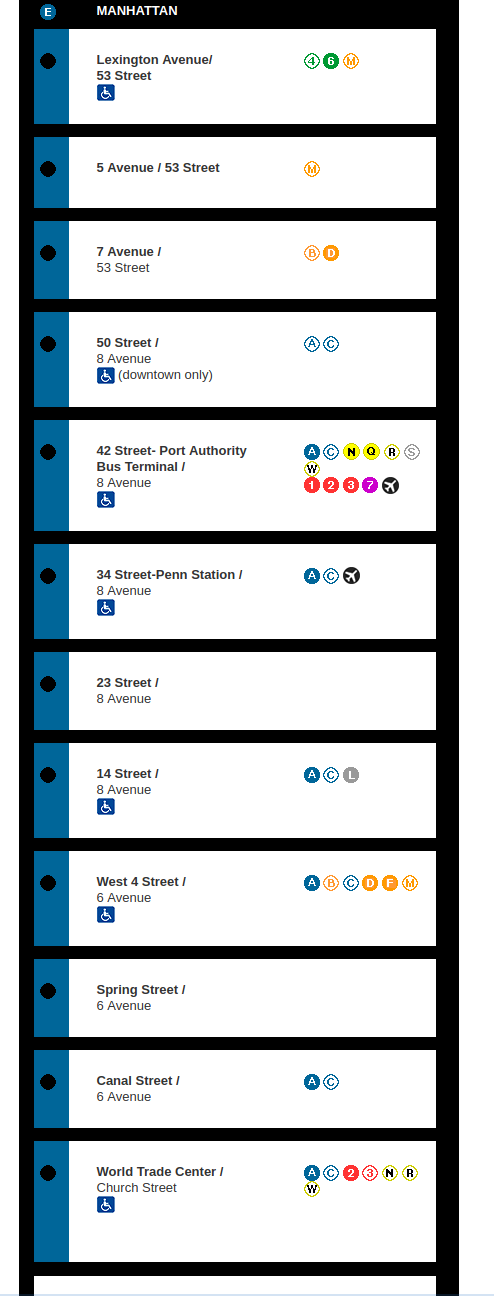 E MANHATTAN
Lexington Avenue/ 4 6 M
53 Street
5 Avenue / 53 Street M
7 Avenue / B D
53 Street
50 Street / A C
8 Avenue
(downtown only)
42 Street- Port Authority A C N Q R S
Bus Terminal / W
8 Avenue 1 2 3 7
34 Street-Penn Station / A C
8 Avenue
23 Street /
8 Avenue
14 Street / A C L
8 Avenue
West 4 Street / A B C D F M
6 Avenue
Spring Street /
6 Avenue
Canal Street / A C
6 Avenue
World Trade Center / A C 2 3 N R
Church Street W